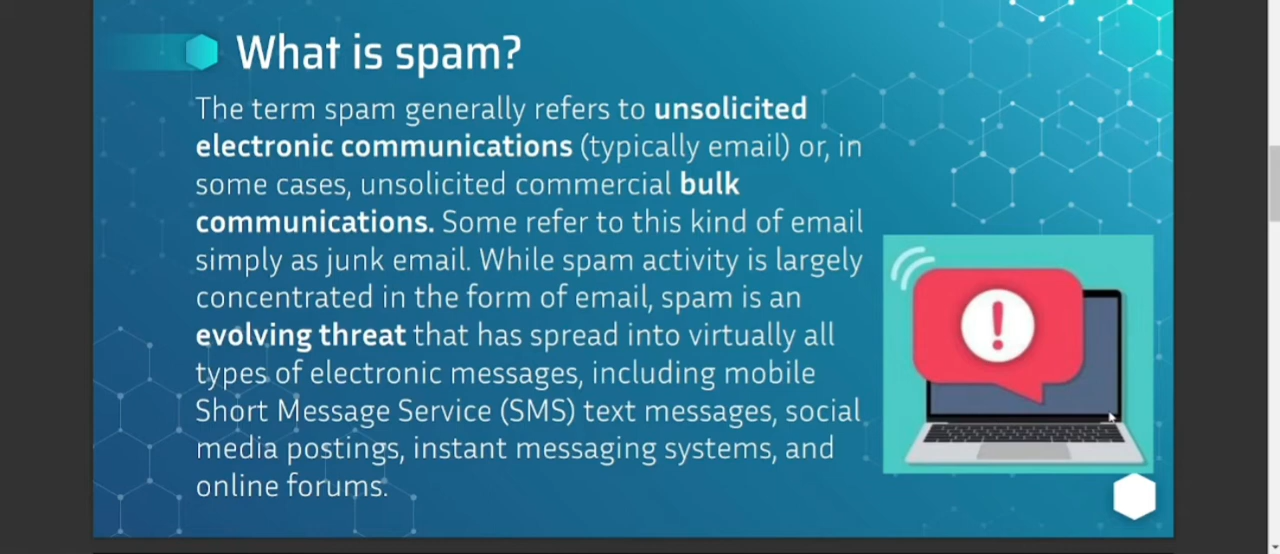 What is spam?
The term spam generally refers to unsolicited
electronic communications (typically email) or, in
some cases, unsolicited commercial bulk
communications. Some refer to this kind of email
simply as junk email. While spam activity is largely
concentrated in the form of email, spam is an
evolving threat that has spread into virtually all
types of electronic messages, including mobile
Short Message Service (SMS) text messages, social
media postings, instant messaging systems, and
online forums.
!